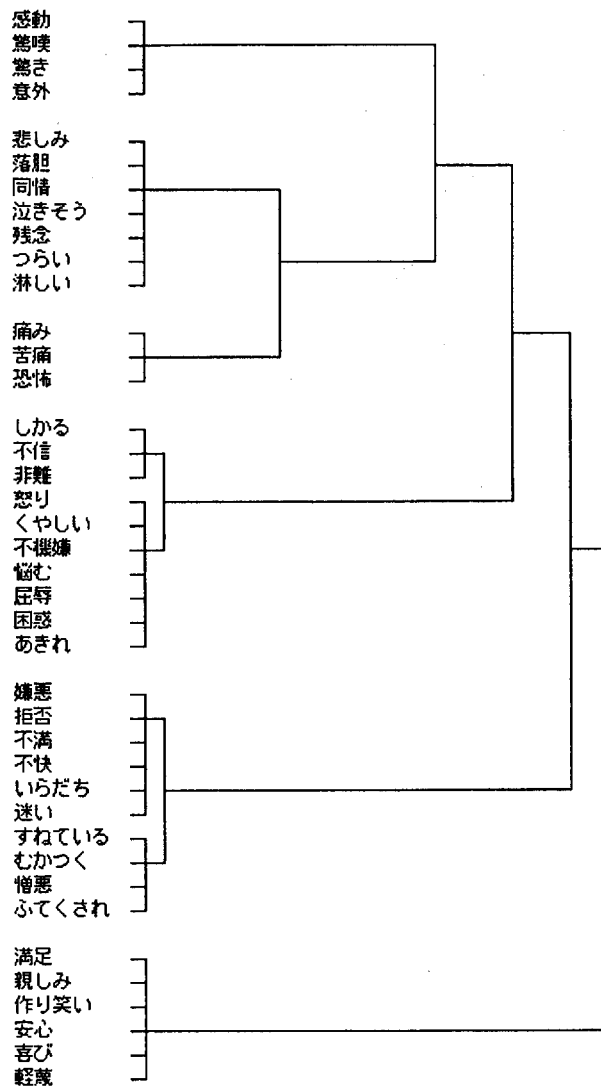 感動
驚嘆
驚き
意外
悲しみ
落胆
同情
泣きそう
残念
つらい
淋しい
痛み
苦痛
恐怖
しかる
不信
非難
怒り
くやしい
不機嫌
悩む
屈辱
困惑
あきれ
嫌悪
拒否
不満
不快
いらだち
迷い
すねている
むかつく
憎悪
ふてくされ
満足
親しみ
作り笑い
安心
喜び
軽蔑